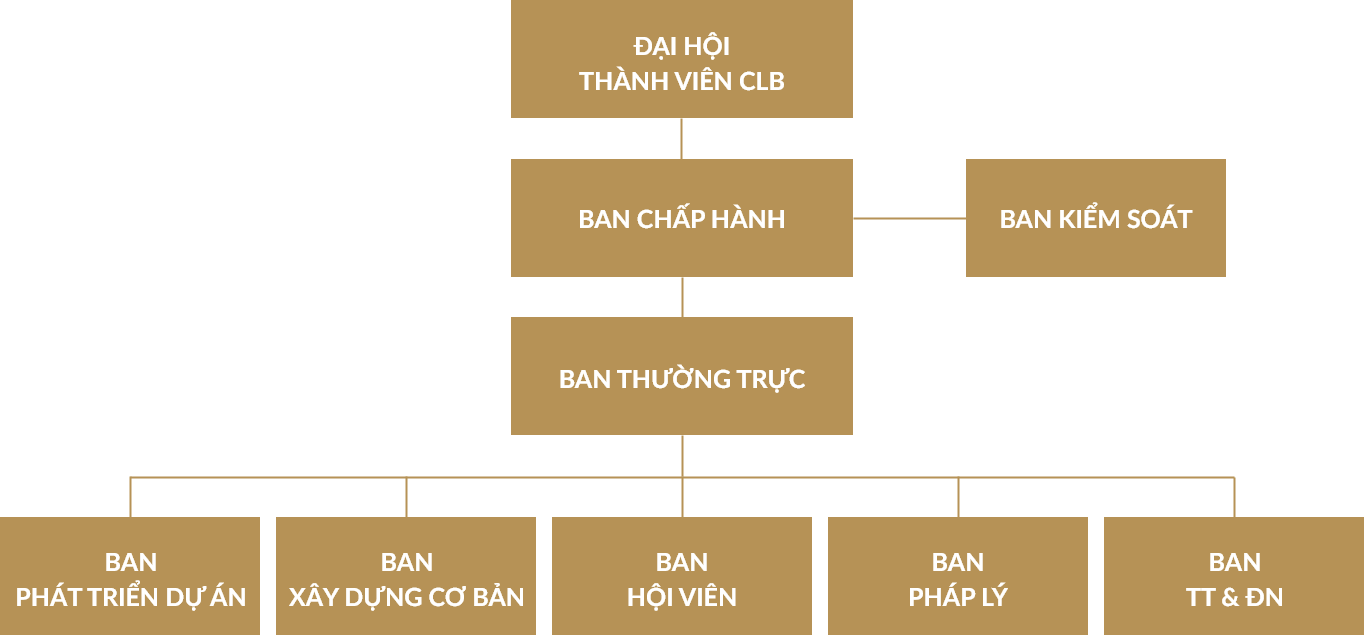 ĐẠI HỘI
THÀNH VIÊN CLB
BAN CHẤP HÀNH
BAN KIỂM SOÁT
BAN THƯỜNG TRỰC
BAN
PHÁT TRIỂN DỰ ÁN
BAN
XÂY DỰNG CƠ BẢN
BAN
HỘI VIÊN
BAN
PHÁP LÝ
BAN
TT & ĐN